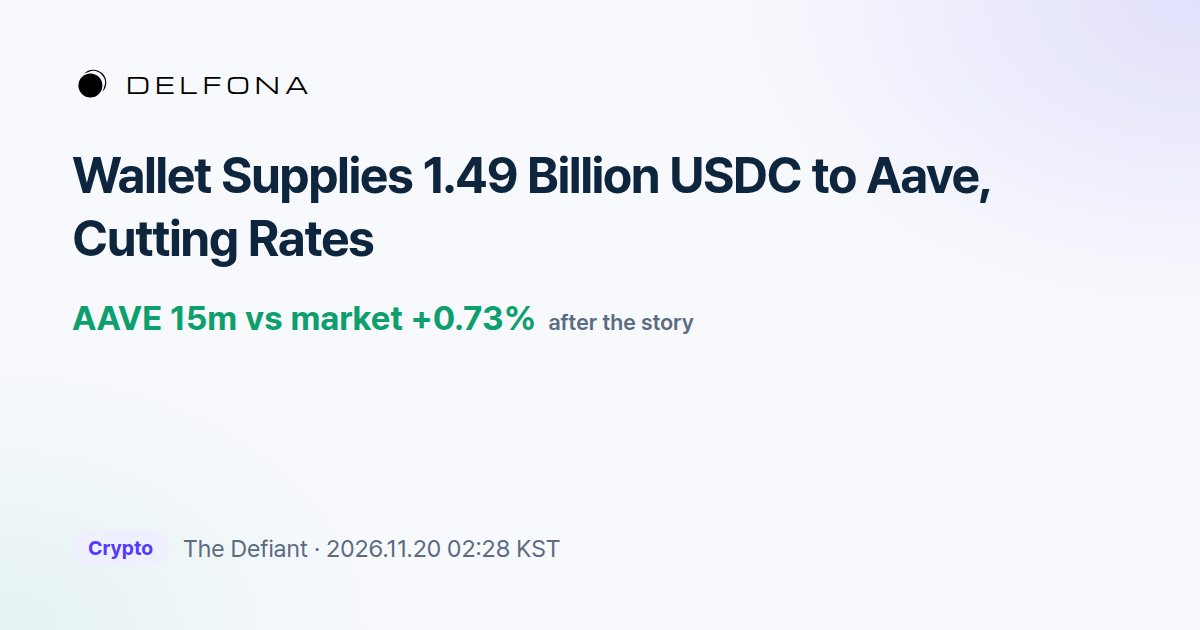 DELFONA
Wallet Supplies 1.49 Billion USDC to Aave,
Cutting Rates
AAVE 15m vs market +0.73% after the story
Crypto The Defiant · 2026.11.20 02:28 KST